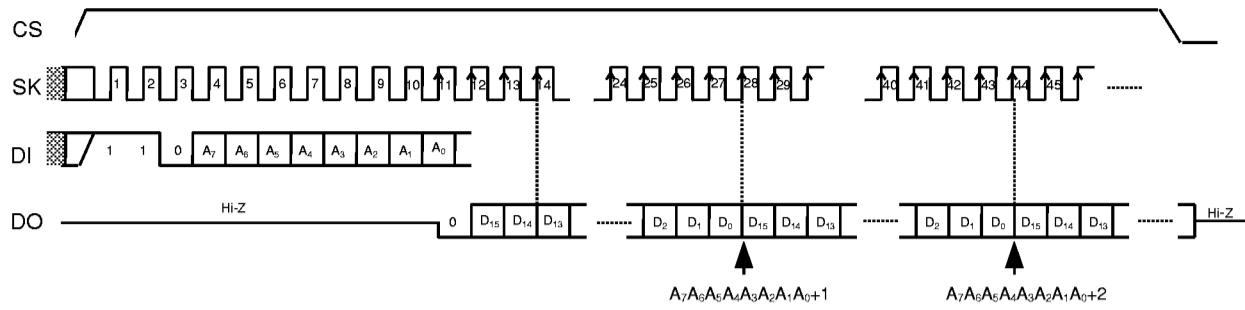 CS
SK 1 2 3 4 5 6 7 8 9 10 11 12 13 14 24 25 26 27 28 29 40 41 42 43 44 45
DI 1 1 0 A7 A6 A5 A4 A3 A2 A1 A0
DO Hi-Z 0 D15 D14 D13 D2 D1 D0 D15 D14 D13 D2 D1 D0 D15 D14 D13 Hi-Z
A7A6A5A4A3A2A1A0+1 A7A6A5A4A3A2A1A0+2